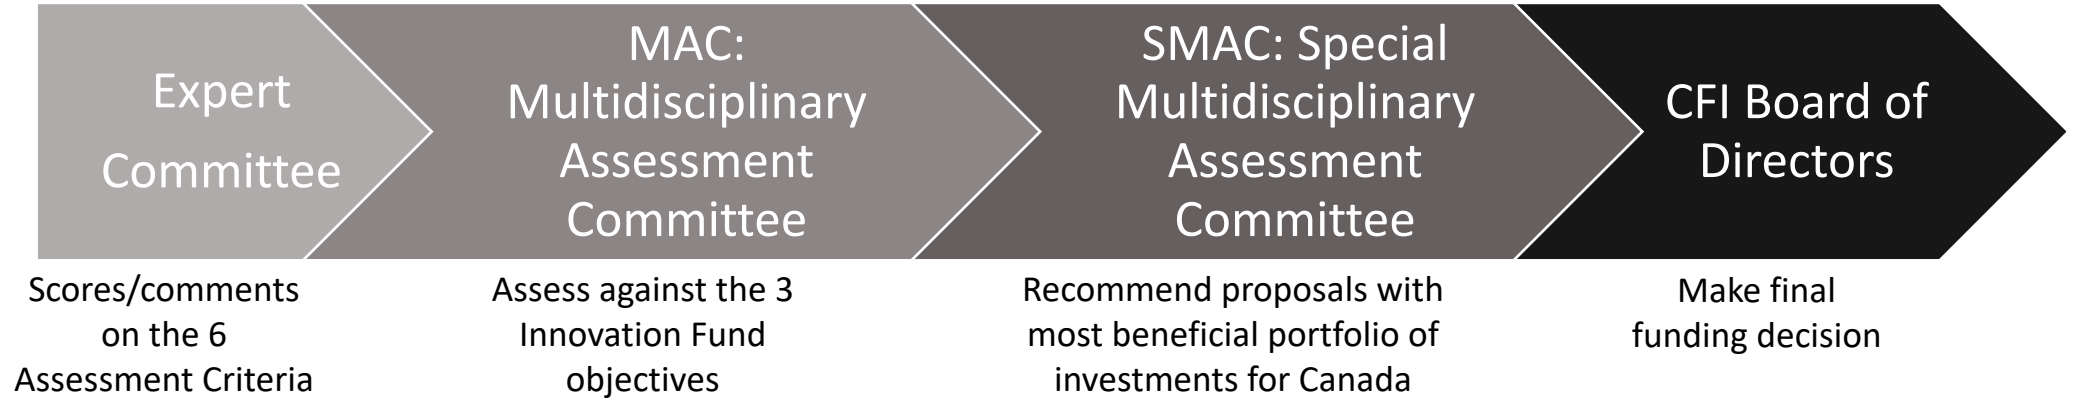 Expert
Committee
MAC:
Multidisciplinary
Assessment
Committee
SMAC: Special
Multidisciplinary
Assessment
Committee
CFI Board of
Directors
Scores/comments
on the 6
Assessment Criteria
Assess against the 3
Innovation Fund
objectives
Recommend proposals with
most beneficial portfolio of
investments for Canada
Make final
funding decision